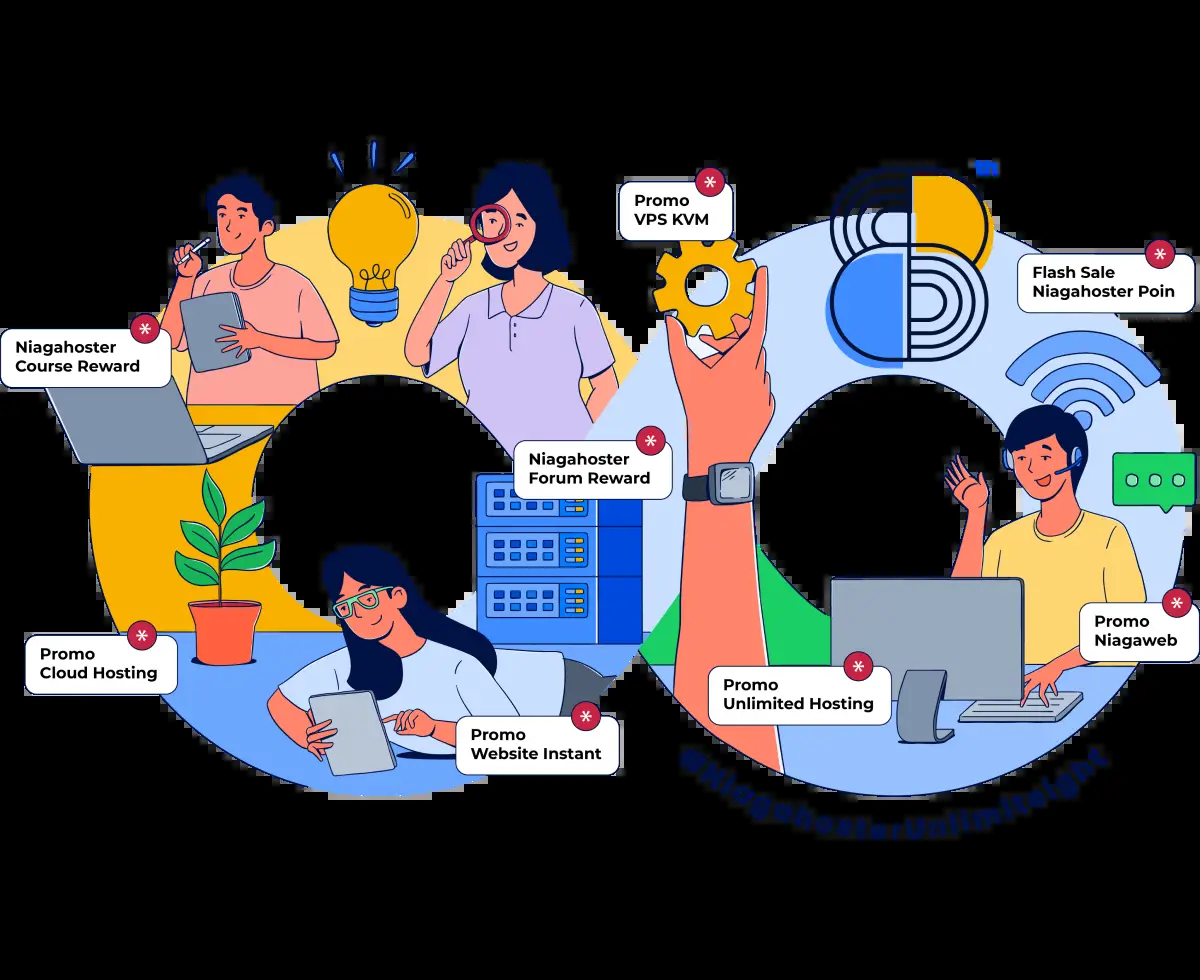 Promo
VPS KVM
Flash Sale
Niagahoster Poin
Niagahoster
Course Reward
Niagahoster
Forum Reward
Promo
Niagaweb
Promo
Cloud Hosting
Promo
Unlimited Hosting
Promo
Website Instant
#NiagahosterUnlimiteight